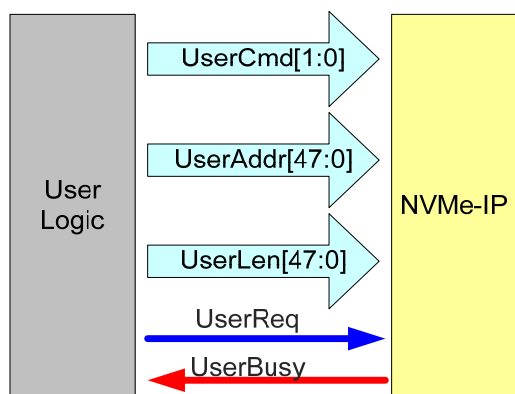 UserCmd[1:0]
UserAddr[47:0]
User
Logic
NVMe-IP
UserLen[47:0]
UserReq
UserBusy